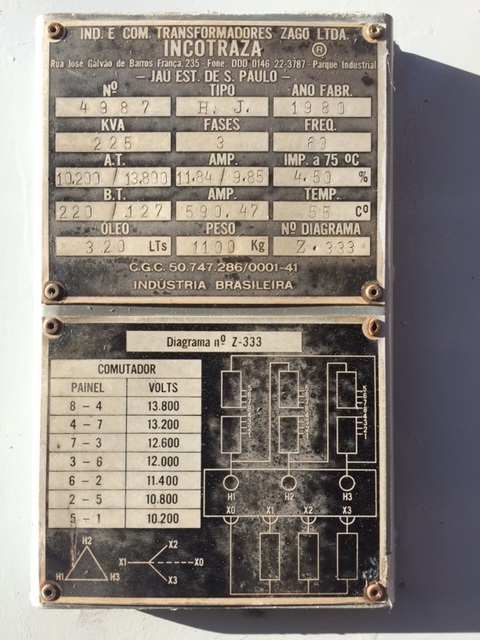 IND. E COM. TRANSFORMADORES ZAGO LTDA.
INCOTRAZA ®
Rua José Galvão de Barros França, 235 - Fone: DDD 0146 22-3787 - Parque Industrial
- JAÚ EST. DE S. PAULO -
Nº TIPO ANO FABR.
4987 H. J. 1980
KVA FASES FREQ.
225 3 60
A.T. AMP. IMP. a 75 ºC
10.200 / 13.800 11.84 / 9.85 4.50 %
B.T. AMP. TEMP.
220 / 127 590.47 55 Cº
ÓLEO PESO Nº DIAGRAMA
320 LTs 1100 Kg Z-333
C.G.C. 50.747.286/0001-41
INDÚSTRIA BRASILEIRA
Diagrama nº Z-333
COMUTADOR
PAINEL VOLTS
8 - 4 13.800
4 - 7 13.200
7 - 3 12.600
3 - 6 12.000
6 - 2 11.400
2 - 5 10.800
5 - 1 10.200
H1 H2 H3
X0 X1 X2 X3
H2
H1 H3
X2
X1 X0
X3